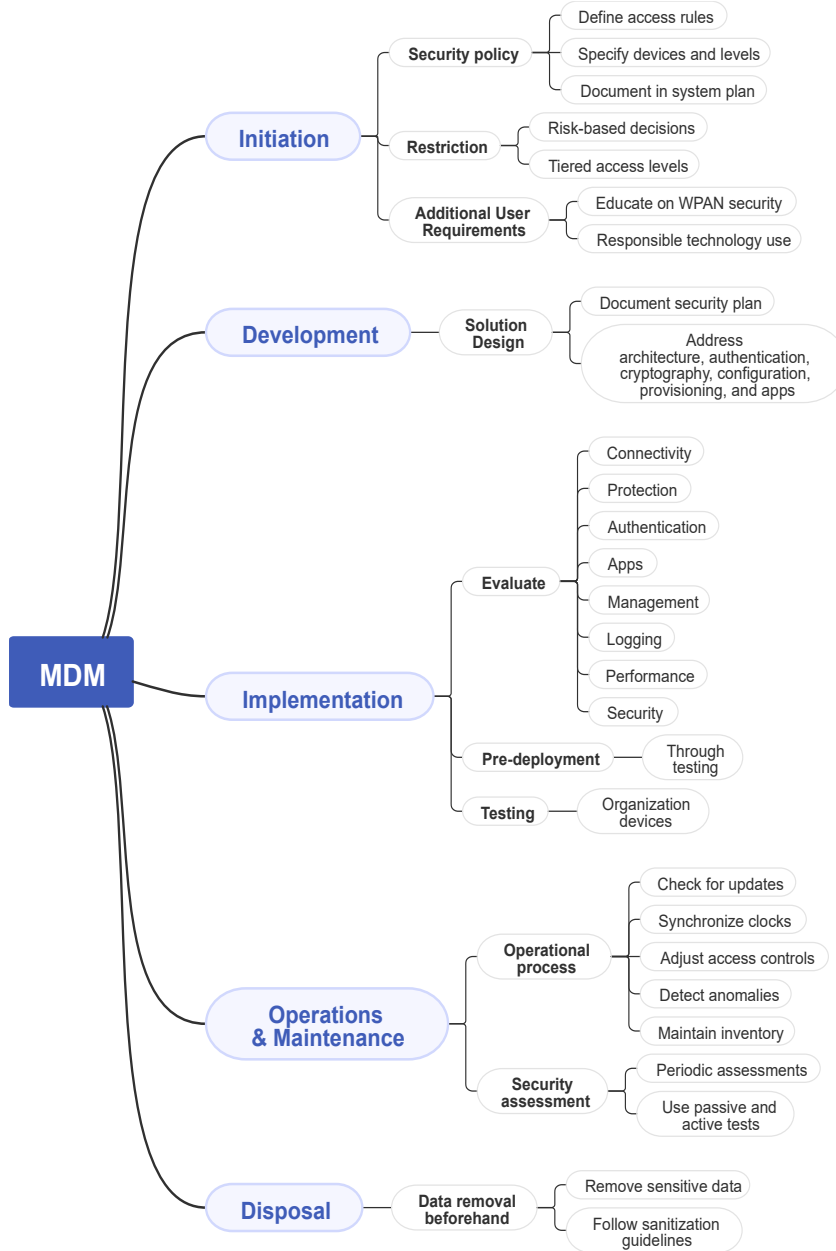 MDM
Initiation
Security policy
Define access rules
Specify devices and levels
Document in system plan
Restriction
Risk-based decisions
Tiered access levels
Additional User
Requirements
Educate on WPAN security
Responsible technology use
Development
Solution
Design
Document security plan
Address
architecture, authentication,
cryptography, configuration,
provisioning, and apps
Implementation
Evaluate
Connectivity
Protection
Authentication
Apps
Management
Logging
Performance
Security
Pre-deployment
Through
testing
Testing
Organization
devices
Operations
& Maintenance
Operational
process
Check for updates
Synchronize clocks
Adjust access controls
Detect anomalies
Maintain inventory
Security
assessment
Periodic assessments
Use passive and
active tests
Disposal
Data removal
beforehand
Remove sensitive data
Follow sanitization
guidelines